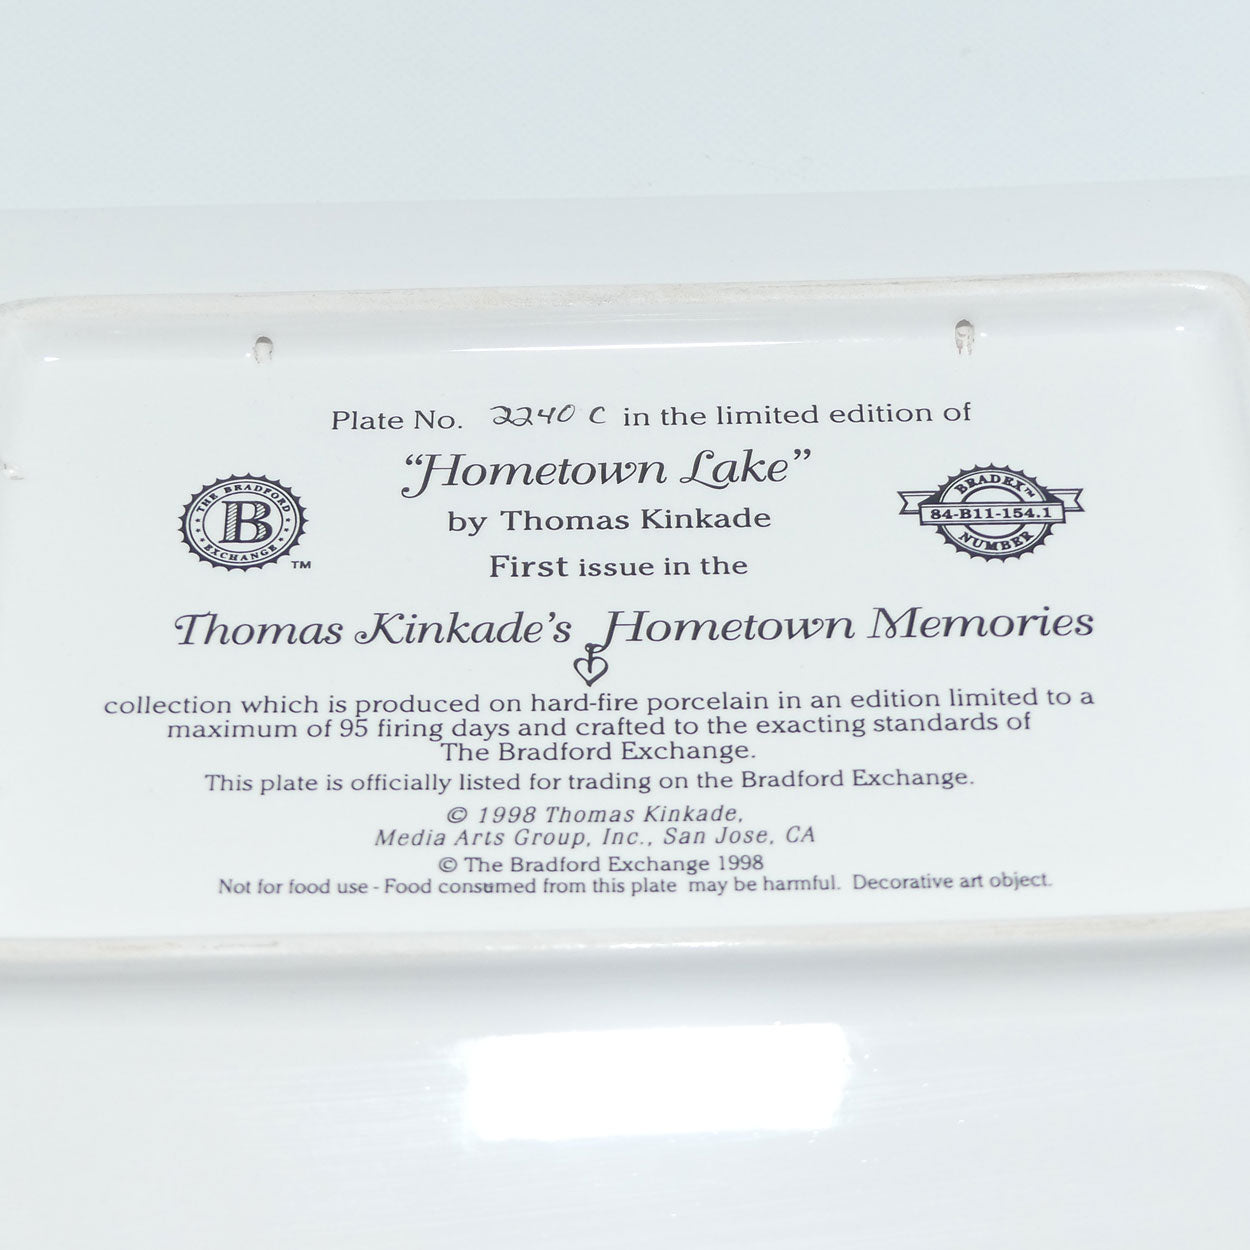 Plate No. 2240 C in the limited edition of
"Hometown Lake"
by Thomas Kinkade
First issue in the
THE BRADFORD
B
EXCHANGE
TM
BRADEX™
84-B11-154.1
NUMBER
Thomas Kinkade's Hometown Memories
collection which is produced on hard-fire porcelain in an edition limited to a
maximum of 95 firing days and crafted to the exacting standards of
The Bradford Exchange.
This plate is officially listed for trading on the Bradford Exchange.
© 1998 Thomas Kinkade,
Media Arts Group, Inc., San Jose, CA
© The Bradford Exchange 1998
Not for food use - Food consumed from this plate may be harmful. Decorative art object.